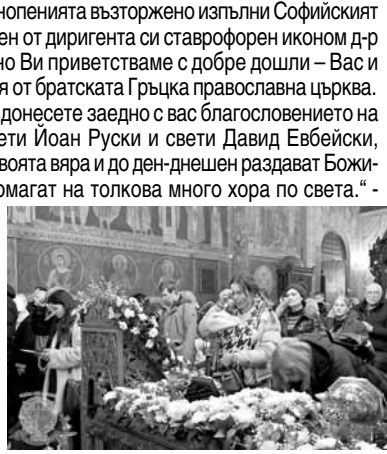 нопенията възторжено изпълни Софийският
ен от диригента си ставрофорен иконом д-р
но Ви приветстваме с добре дошли – Вас и
я от братската Гръцка православна църква.
донесете заедно с вас благословението на
ети Йоан Руски и свети Давид Евбейски,
воята вяра и до ден-днешен раздават Божи-
омагат на толкова много хора по света.“ -